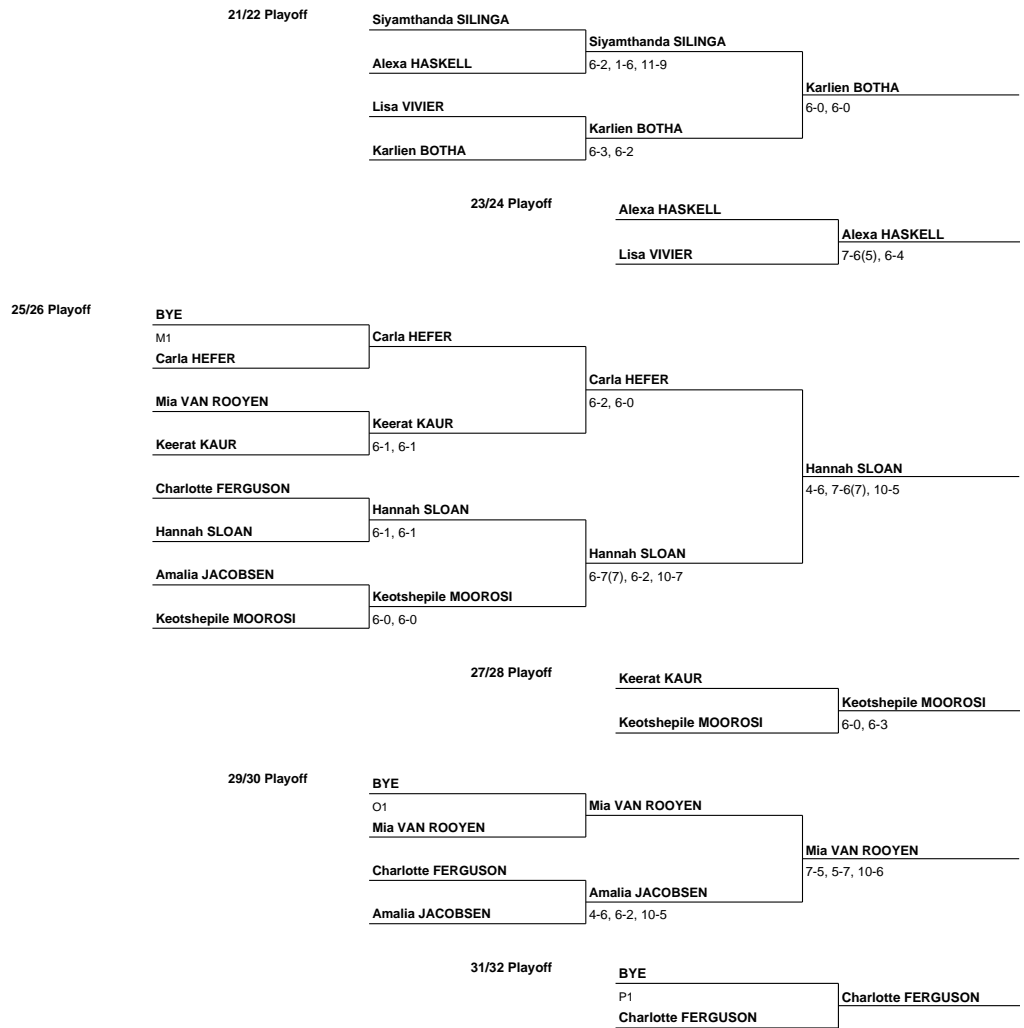 21/22 Playoff
Siyamthanda SILINGA
Siyamthanda SILINGA
Alexa HASKELL
6-2, 1-6, 11-9
Karlien BOTHA
Lisa VIVIER
6-0, 6-0
Karlien BOTHA
Karlien BOTHA
6-3, 6-2
23/24 Playoff
Alexa HASKELL
Alexa HASKELL
Lisa VIVIER
7-6(5), 6-4
25/26 Playoff
BYE
M1
Carla HEFER
Carla HEFER
Carla HEFER
Mia VAN ROOYEN
6-2, 6-0
Keerat KAUR
Keerat KAUR
6-1, 6-1
Hannah SLOAN
Charlotte FERGUSON
4-6, 7-6(7), 10-5
Hannah SLOAN
Hannah SLOAN
6-1, 6-1
Hannah SLOAN
Amalia JACOBSEN
6-7(7), 6-2, 10-7
Keotshepile MOOROSI
Keotshepile MOOROSI
6-0, 6-0
27/28 Playoff
Keerat KAUR
Keotshepile MOOROSI
Keotshepile MOOROSI
6-0, 6-3
29/30 Playoff
BYE
O1
Mia VAN ROOYEN
Mia VAN ROOYEN
Mia VAN ROOYEN
Charlotte FERGUSON
7-5, 5-7, 10-6
Amalia JACOBSEN
Amalia JACOBSEN
4-6, 6-2, 10-5
31/32 Playoff
BYE
P1
Charlotte FERGUSON
Charlotte FERGUSON